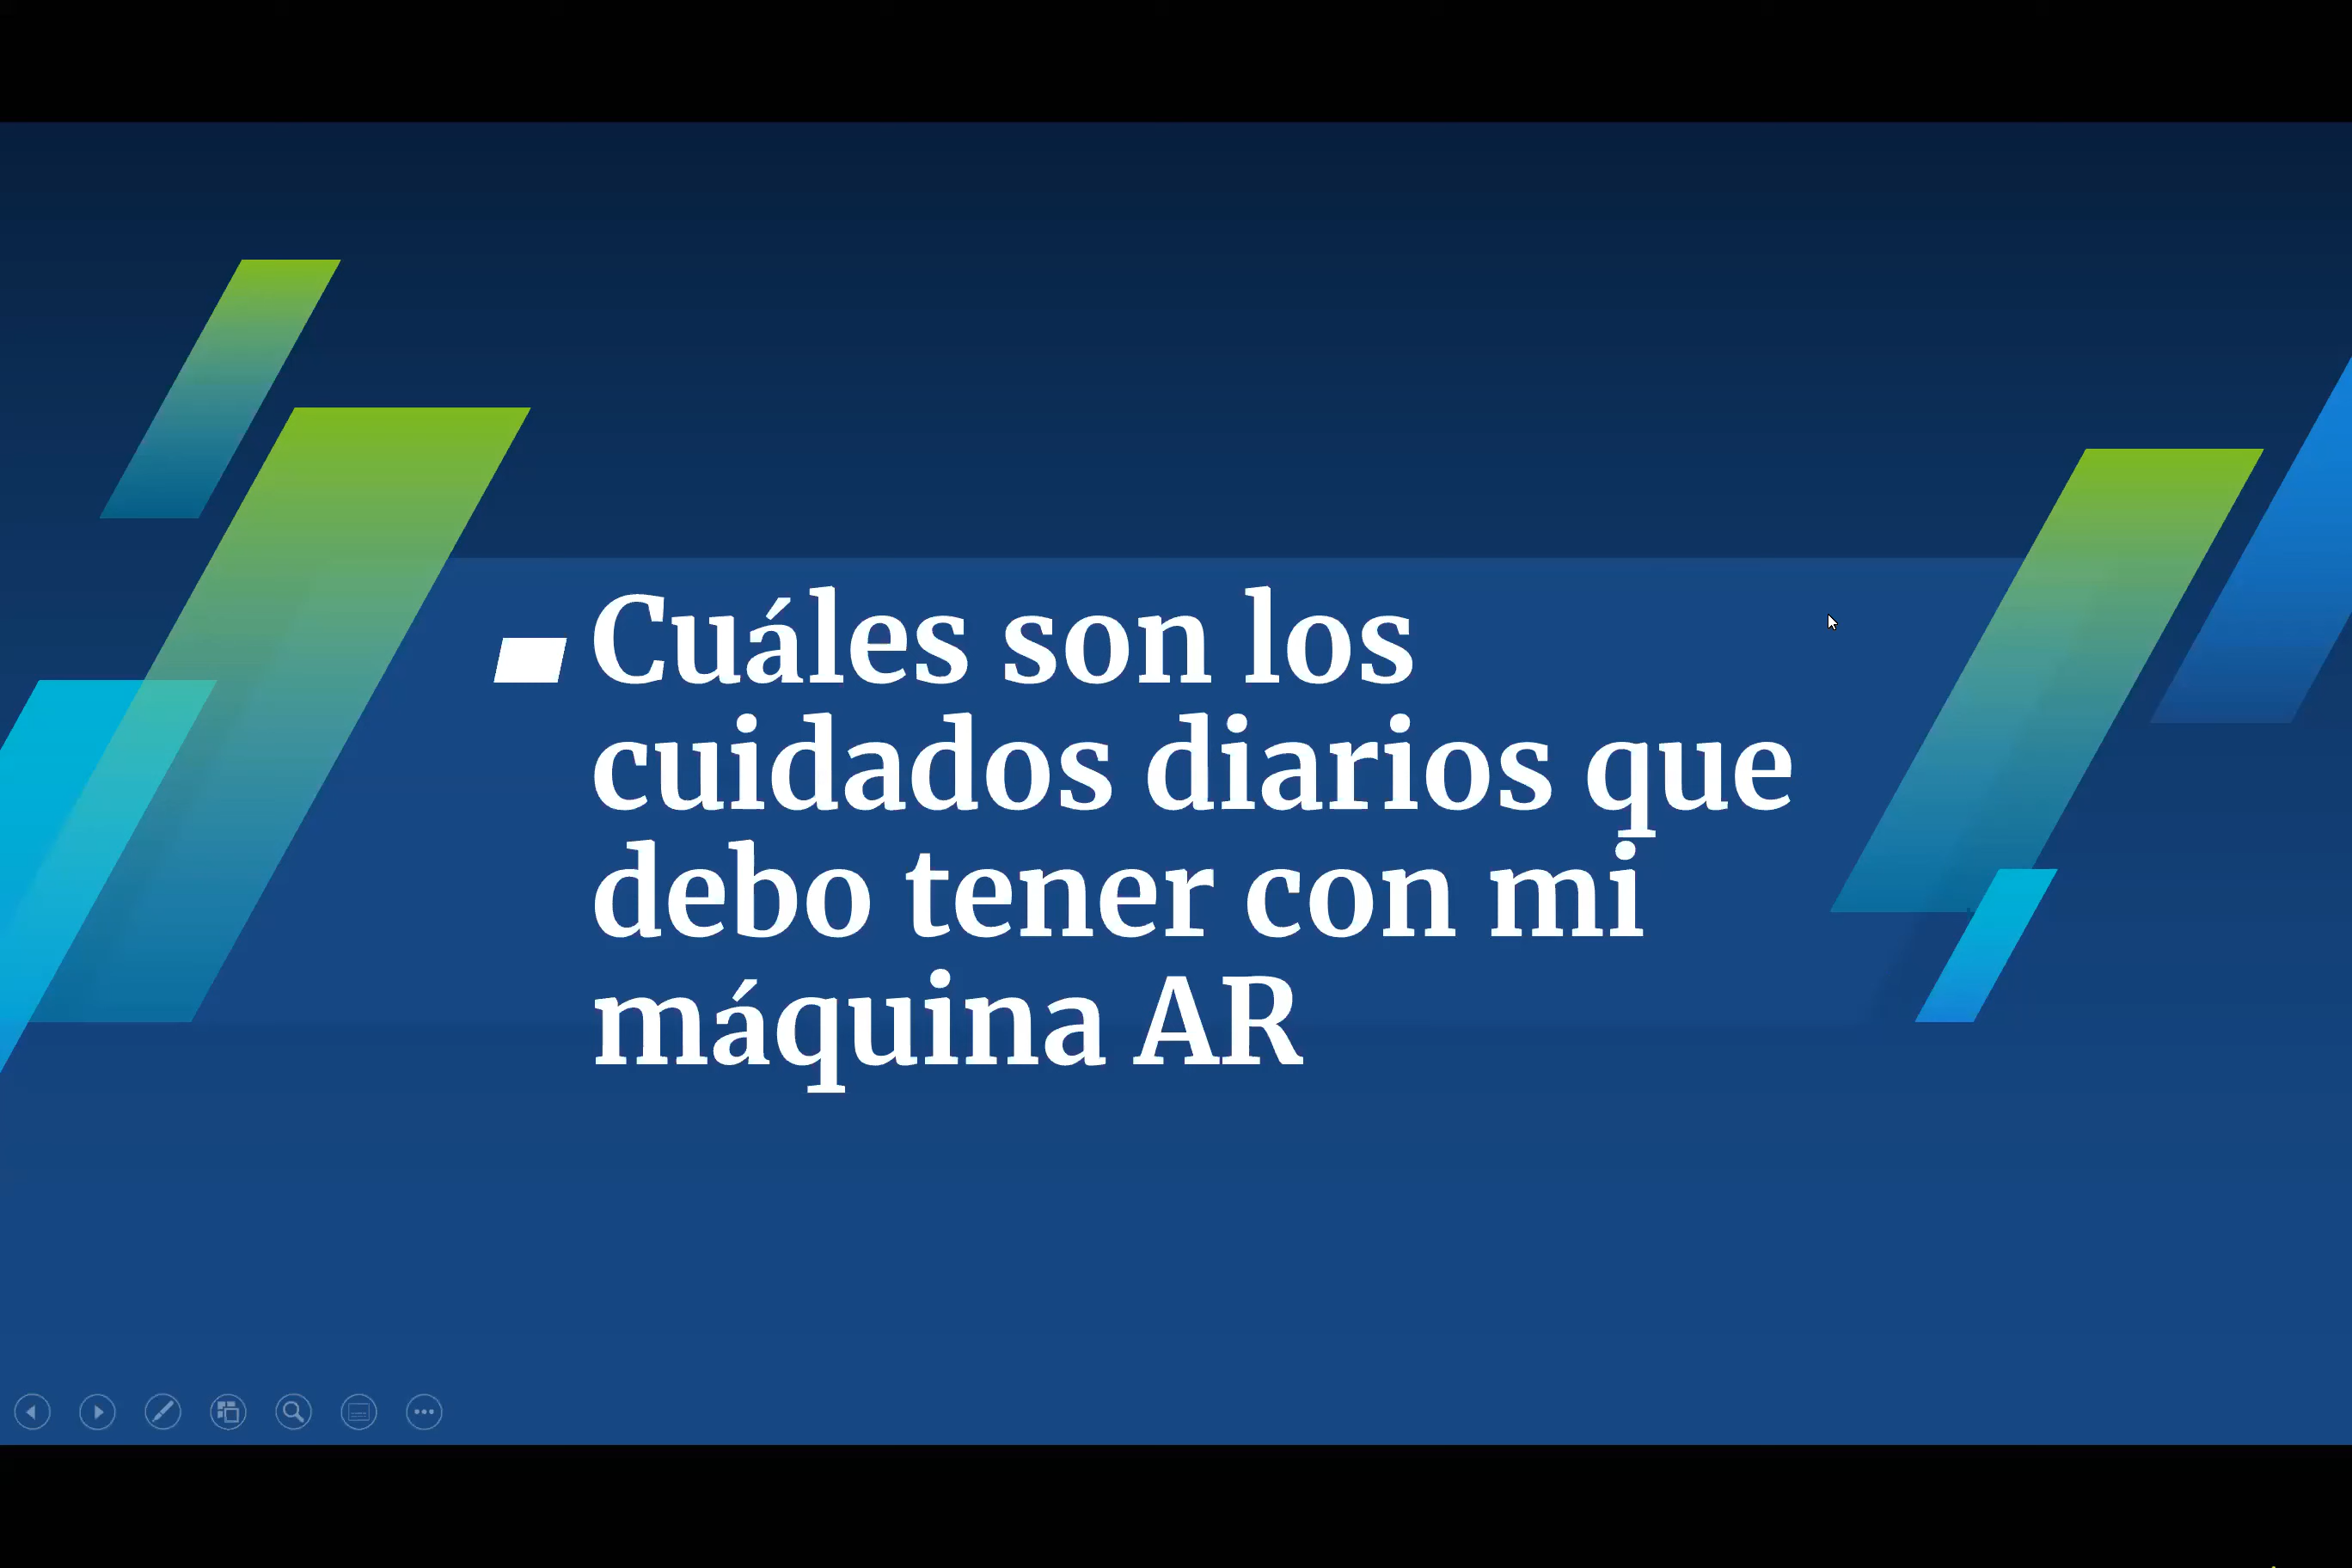 Cuáles son los
cuidados diarios que
debo tener con mi
máquina AR